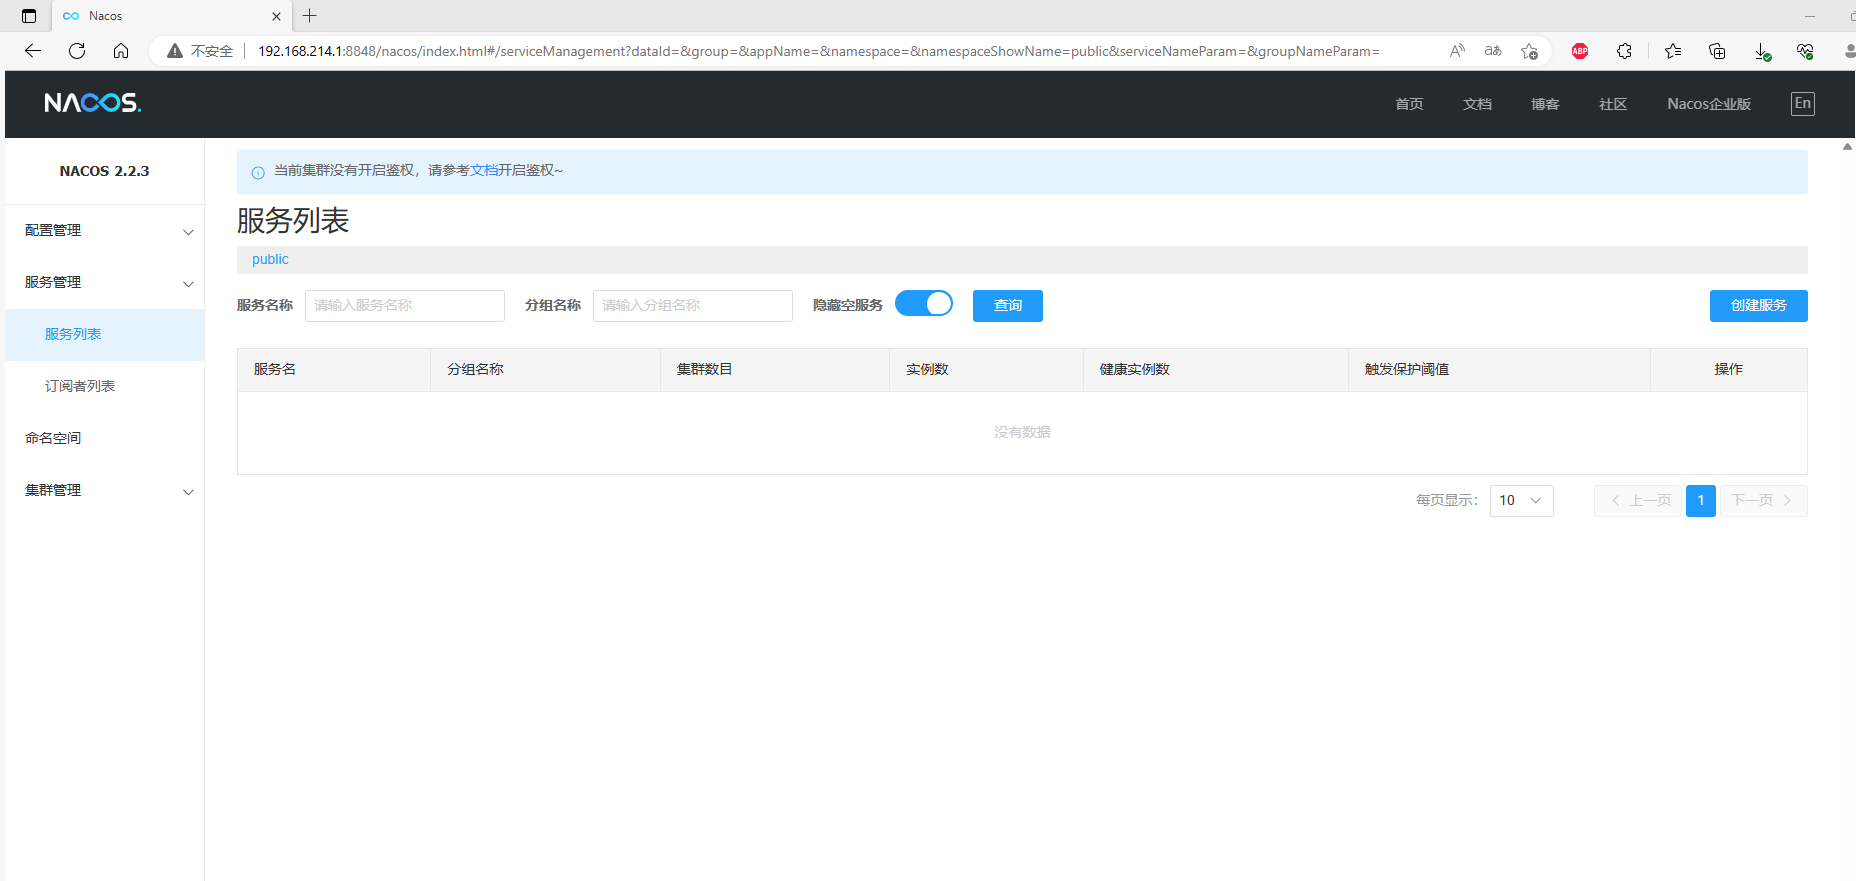 Nacos
不安全 192.168.214.1:8848/nacos/index.html#/serviceManagement?dataId=&group=&appName=&namespace=&namespaceShowName=public&serviceNameParam=&groupNameParam=
ABP
NACOS.
首页 文档 博客 社区 Nacos企业版 En
NACOS 2.2.3
当前集群没有开启鉴权，请参考文档开启鉴权~
服务列表
public
配置管理
服务管理
服务列表
订阅者列表
命名空间
集群管理
服务名称 请输入服务名称 分组名称 请输入分组名称 隐藏空服务 查询 创建服务
服务名 分组名称 集群数目 实例数 健康实例数 触发保护阈值 操作
没有数据
每页显示： 10 上一页 1 下一页